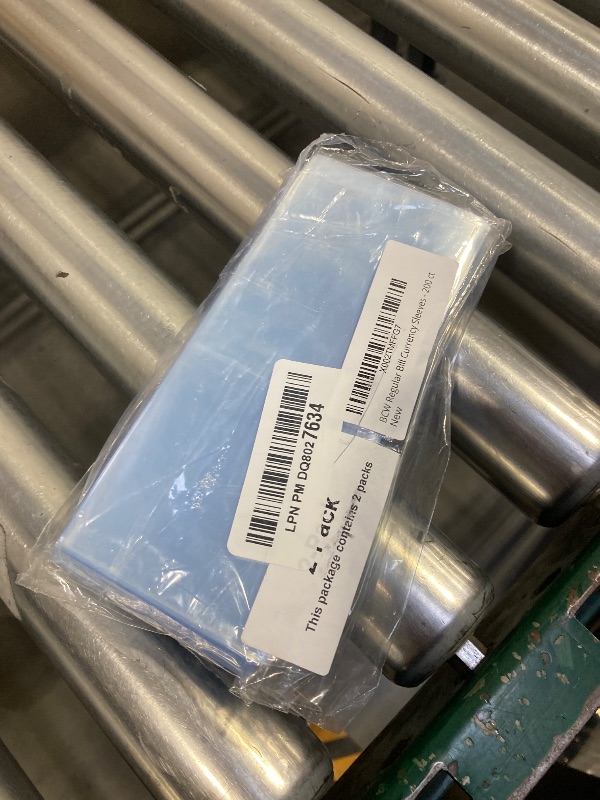 BCW Regular Bill Currency Sleeves - 200 ct
New
LPN PM DQ8027634
2 Pack
This package contains 2 packs